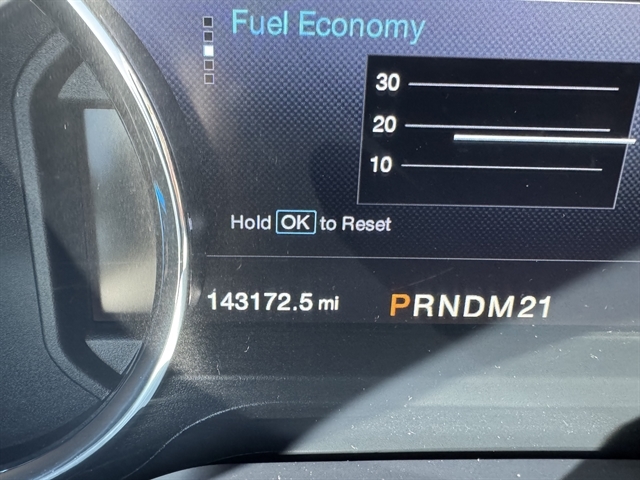 Fuel Economy
30
20
10
Hold OK to Reset
143172.5 mi
PRNDM21